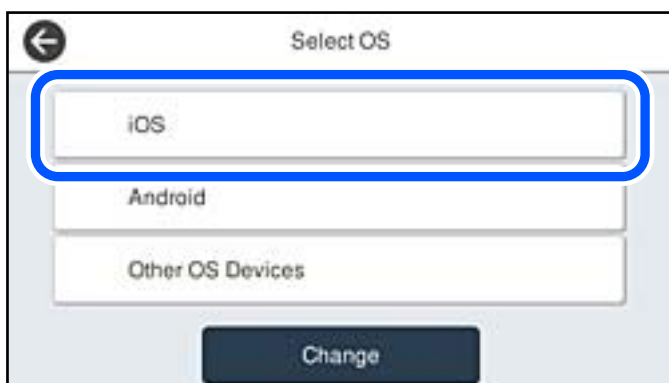 Select OS
iOS
Android
Other OS Devices
Change